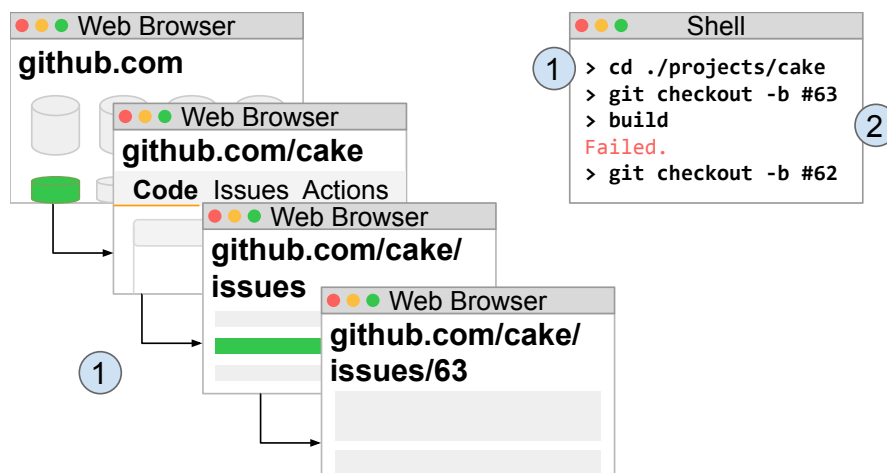 Web Browser
github.com
Web Browser
github.com/cake
Code Issues Actions
Web Browser
github.com/cake/
issues
Web Browser
github.com/cake/
issues/63
1
Shell
1
> cd ./projects/cake
> git checkout -b #63
> build
2
Failed.
> git checkout -b #62